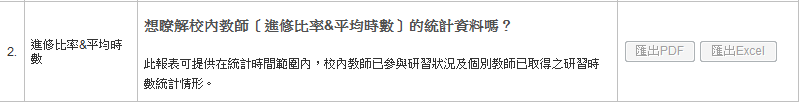 2.
進修比率&平均時
數
想瞭解校內教師〔進修比率&平均時數〕的統計資料嗎？
此報表可提供在統計時間範圍內，校內教師已參與研習狀況及個別教師已取得之研習時
數統計情形。
匯出PDF
匯出Excel